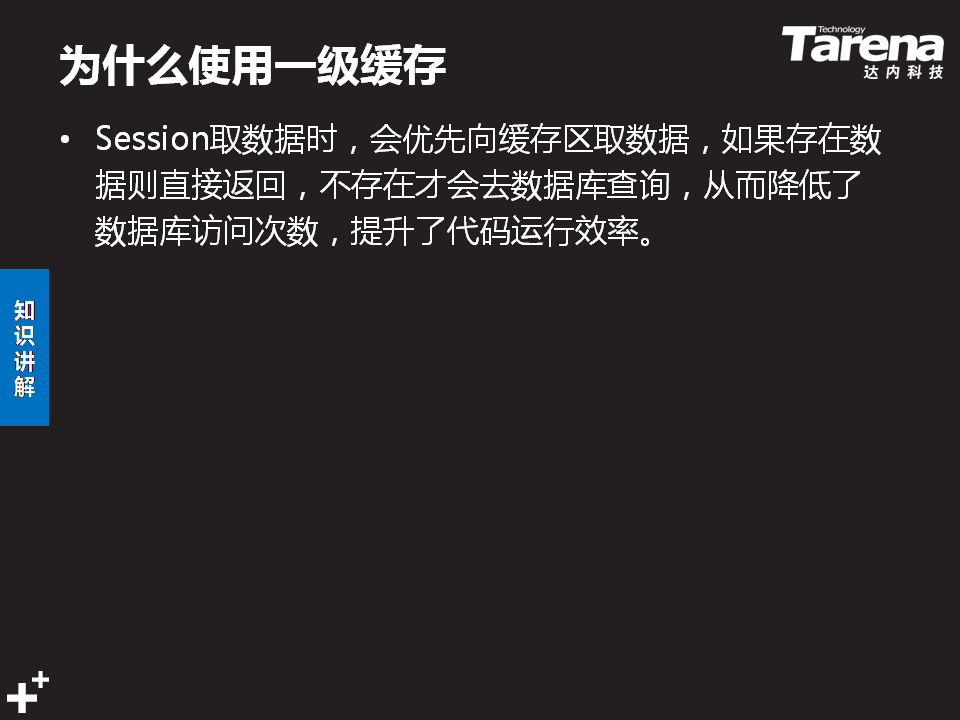 为什么使用一级缓存
Technology
Tarena
达内科技
• Session取数据时，会优先向缓存区取数据，如果存在数
据则直接返回，不存在才会去数据库查询，从而降低了
数据库访问次数，提升了代码运行效率。
知
识
讲
解